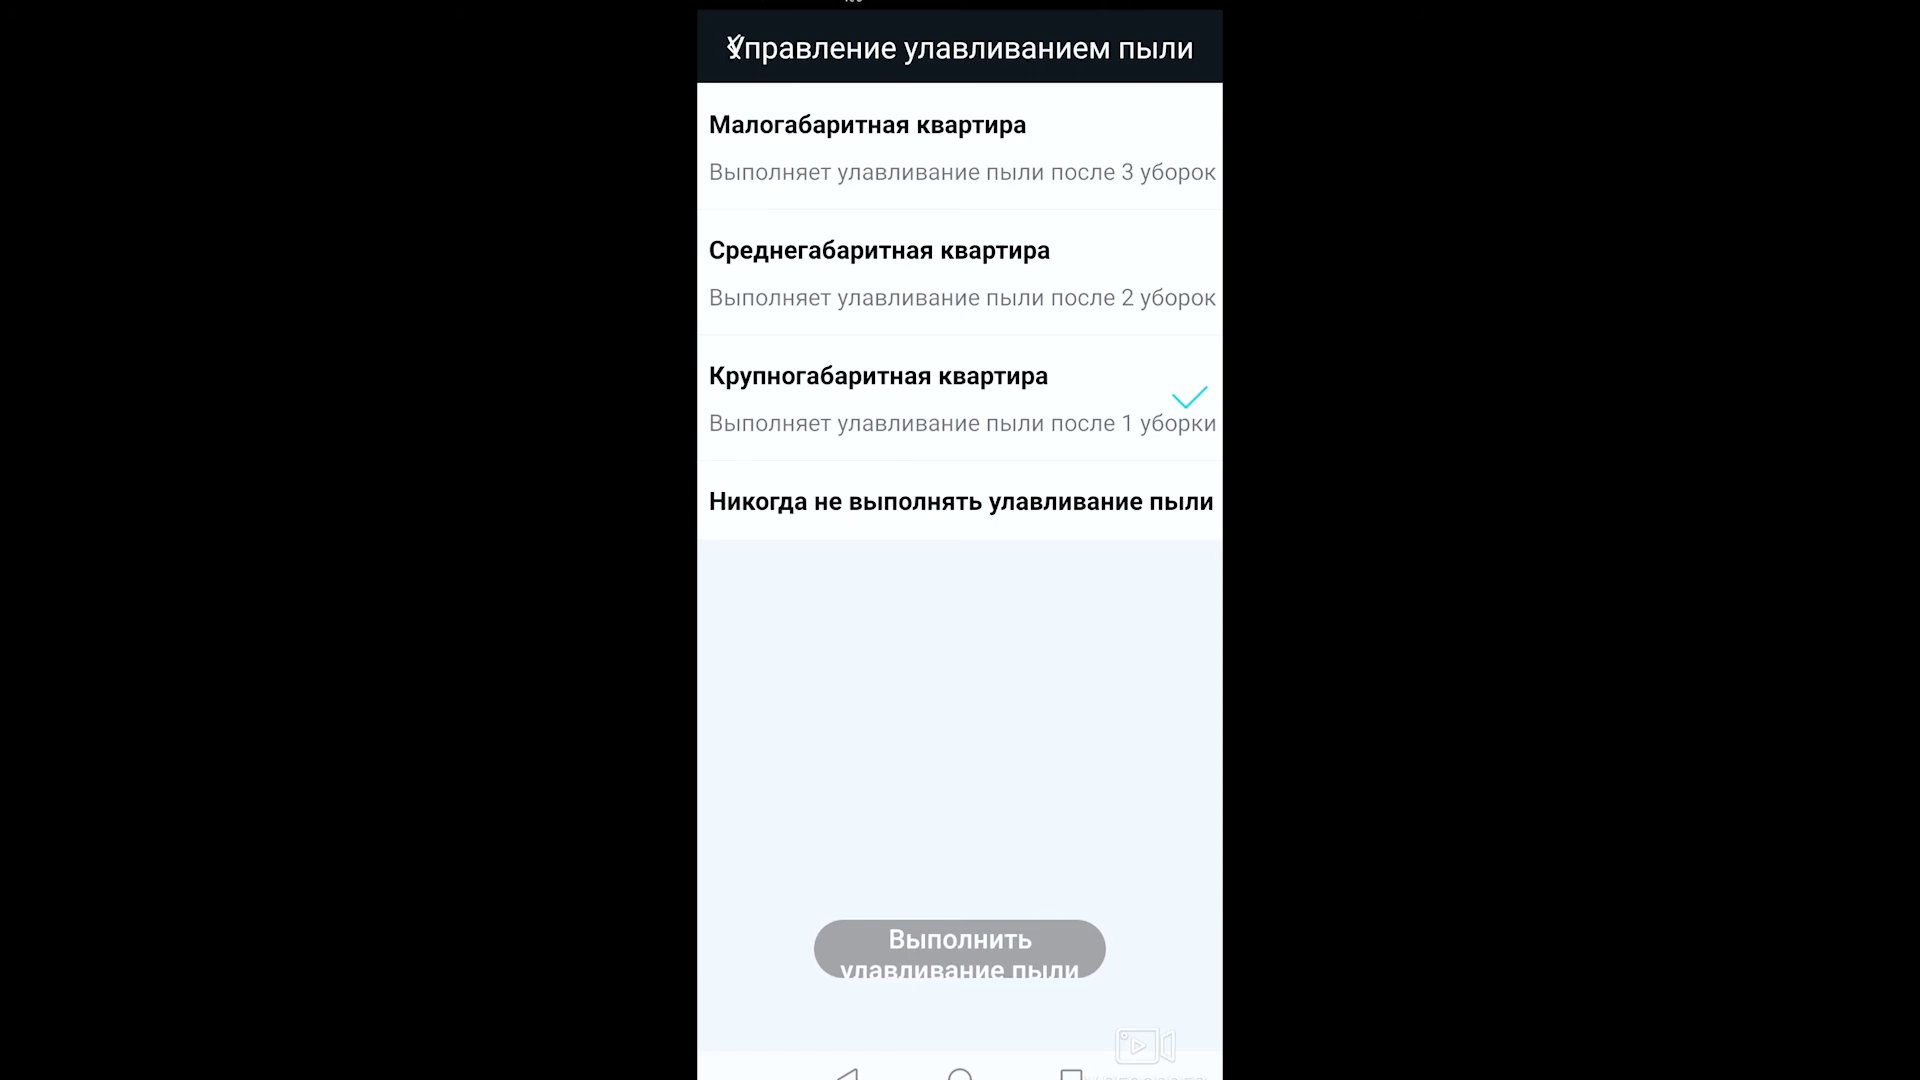 Управление улавливанием пыли
Малогабаритная квартира
Выполняет улавливание пыли после 3 уборок
Среднегабаритная квартира
Выполняет улавливание пыли после 2 уборок
Крупногабаритная квартира
Выполняет улавливание пыли после 1 уборки
Никогда не выполнять улавливание пыли
Выполнить
улавливание пыли